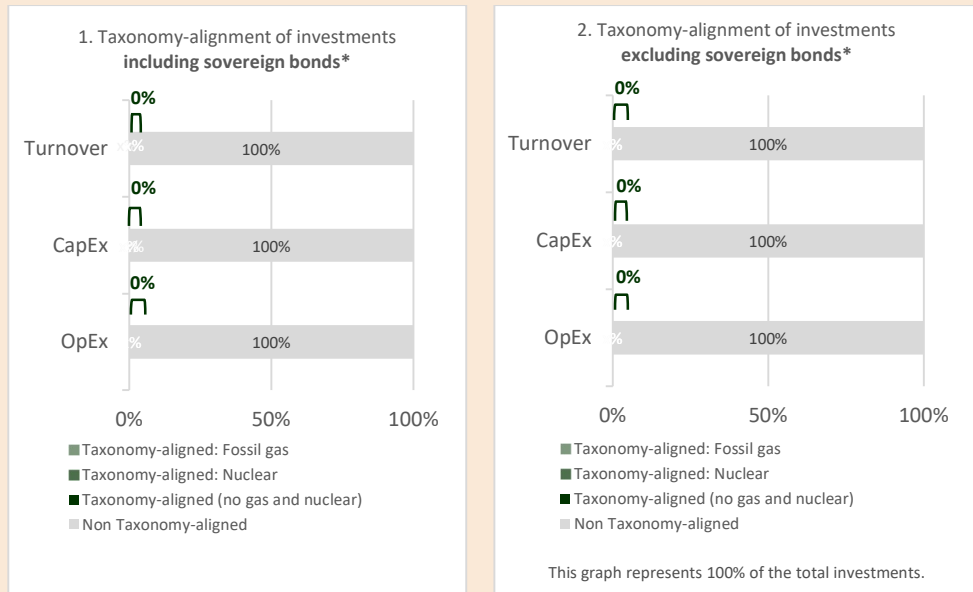 1. Taxonomy-alignment of investments
including sovereign bonds*
0%
Turnover
100%
0%
CapEx
100%
0%
OpEx
100%
0% 50% 100%
Taxonomy-aligned: Fossil gas
Taxonomy-aligned: Nuclear
Taxonomy-aligned (no gas and nuclear)
Non Taxonomy-aligned
2. Taxonomy-alignment of investments
excluding sovereign bonds*
0%
Turnover
100%
0%
CapEx
100%
0%
OpEx
100%
0% 50% 100%
Taxonomy-aligned: Fossil gas
Taxonomy-aligned: Nuclear
Taxonomy-aligned (no gas and nuclear)
Non Taxonomy-aligned
This graph represents 100% of the total investments.